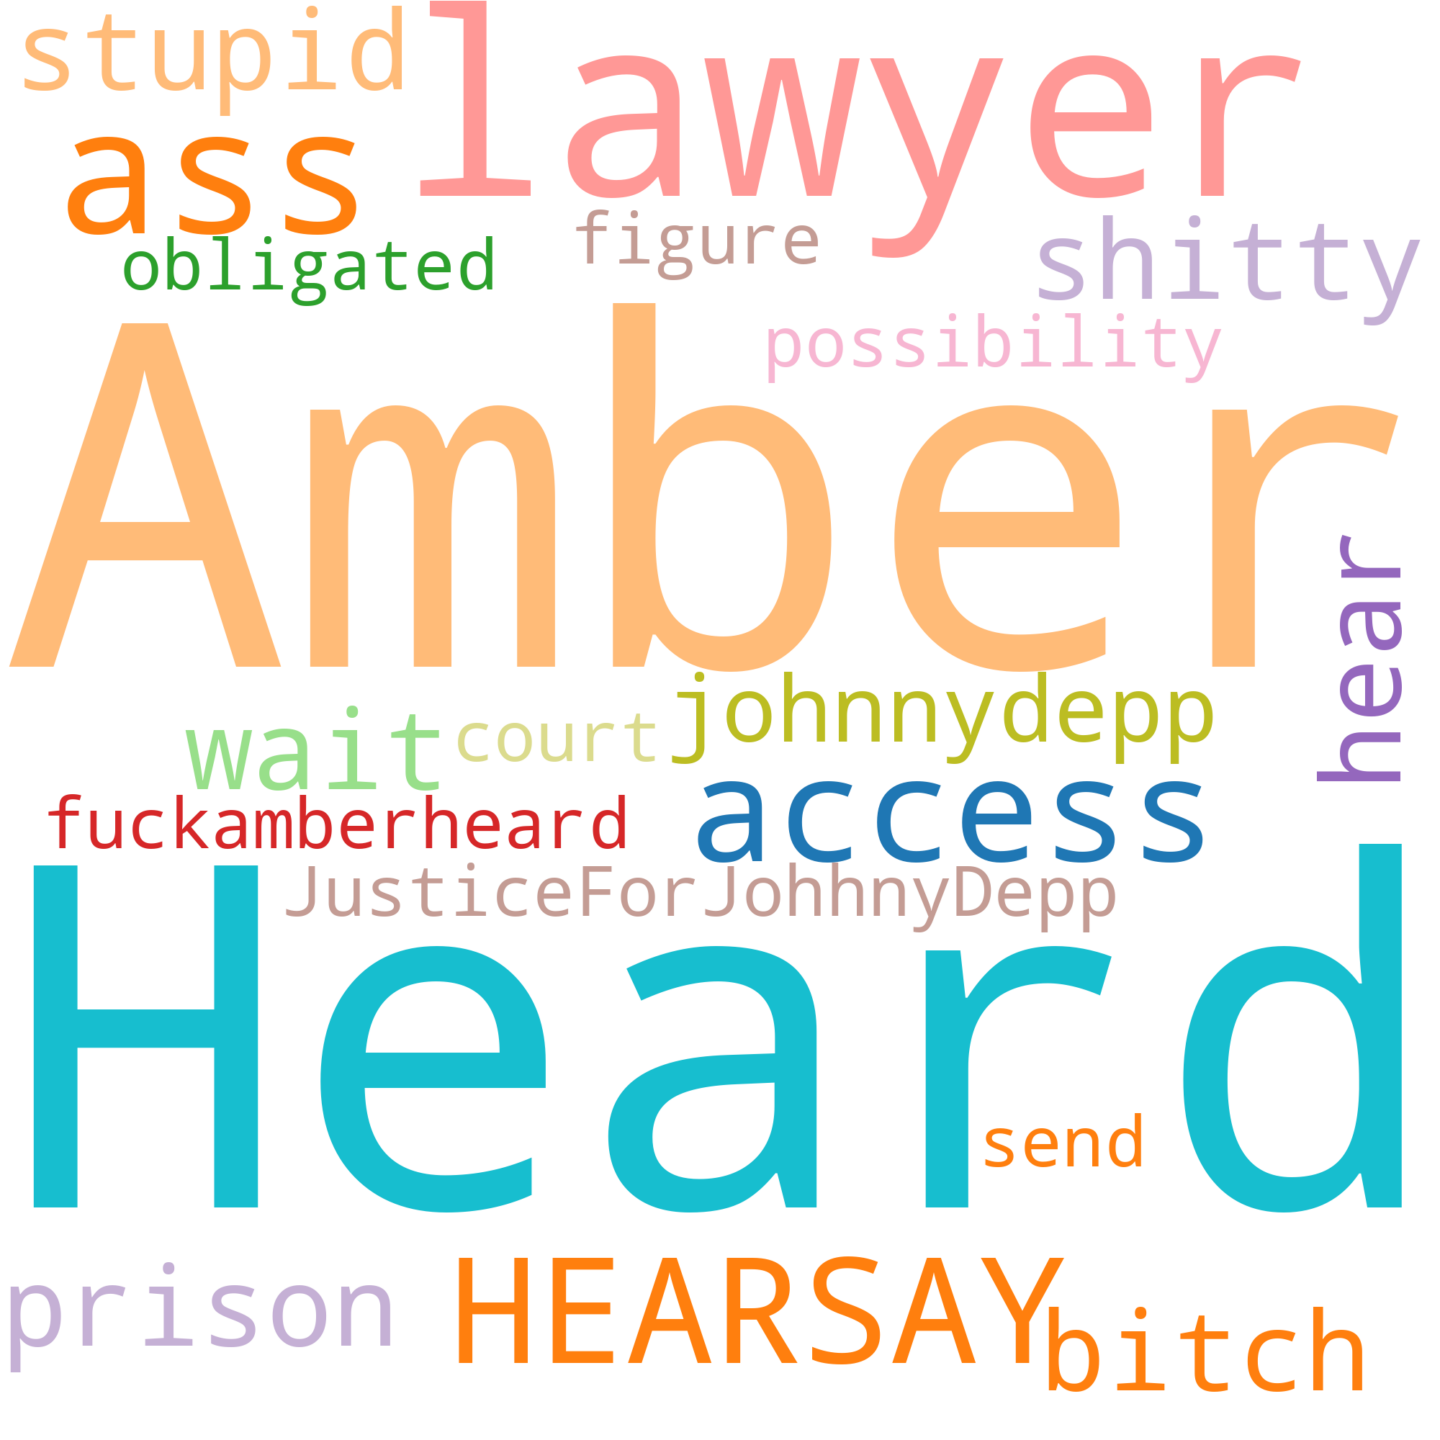 stupid
lawyer
ass
obligated
figure
shitty
possibility
Amber
hear
johnnydepp
wait
court
access
fuckamberheard
JusticeForJohhnyDepp
Heard
send
prison
HEARSAY
bitch